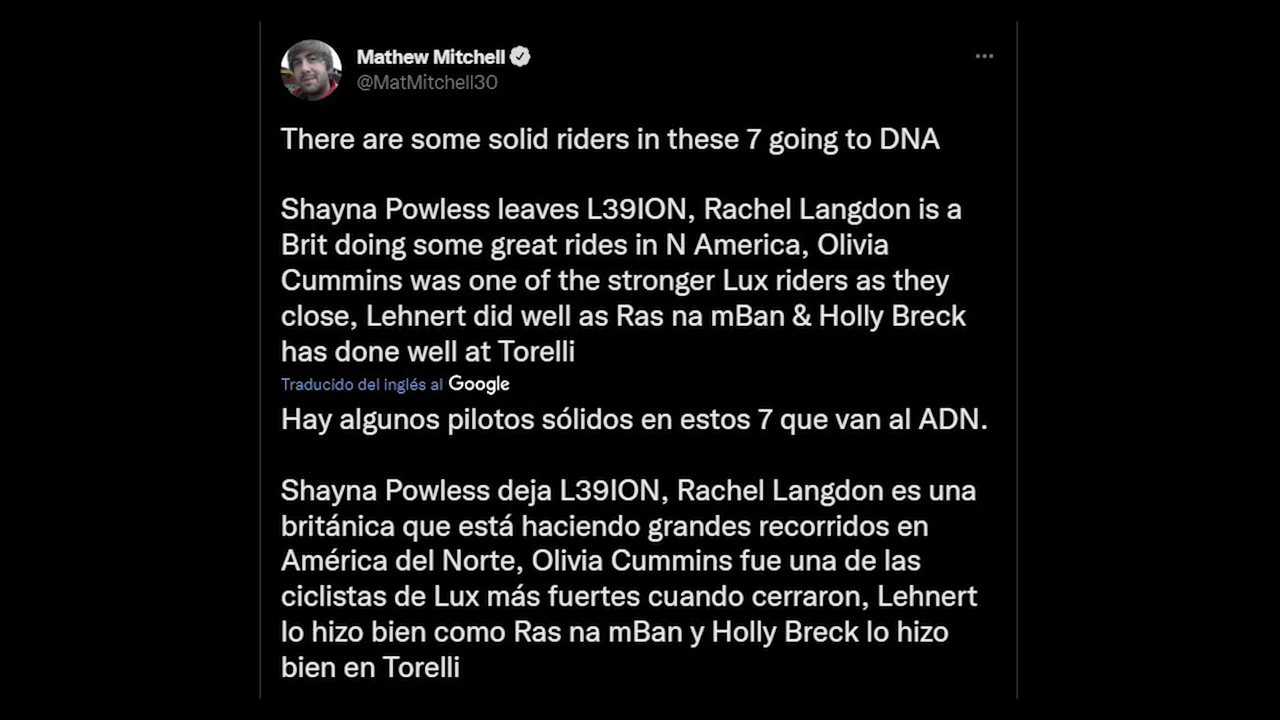 Mathew Mitchell
@MatMitchell30
There are some solid riders in these 7 going to DNA
Shayna Powless leaves L39ION, Rachel Langdon is a
Brit doing some great rides in N America, Olivia
Cummins was one of the stronger Lux riders as they
close, Lehnert did well as Ras na mBan & Holly Breck
has done well at Torelli
Traducido del inglés al Google
Hay algunos pilotos sólidos en estos 7 que van al ADN.
Shayna Powless deja L39ION, Rachel Langdon es una
británica que está haciendo grandes recorridos en
América del Norte, Olivia Cummins fue una de las
ciclistas de Lux más fuertes cuando cerraron, Lehnert
lo hizo bien como Ras na mBan y Holly Breck lo hizo
bien en Torelli